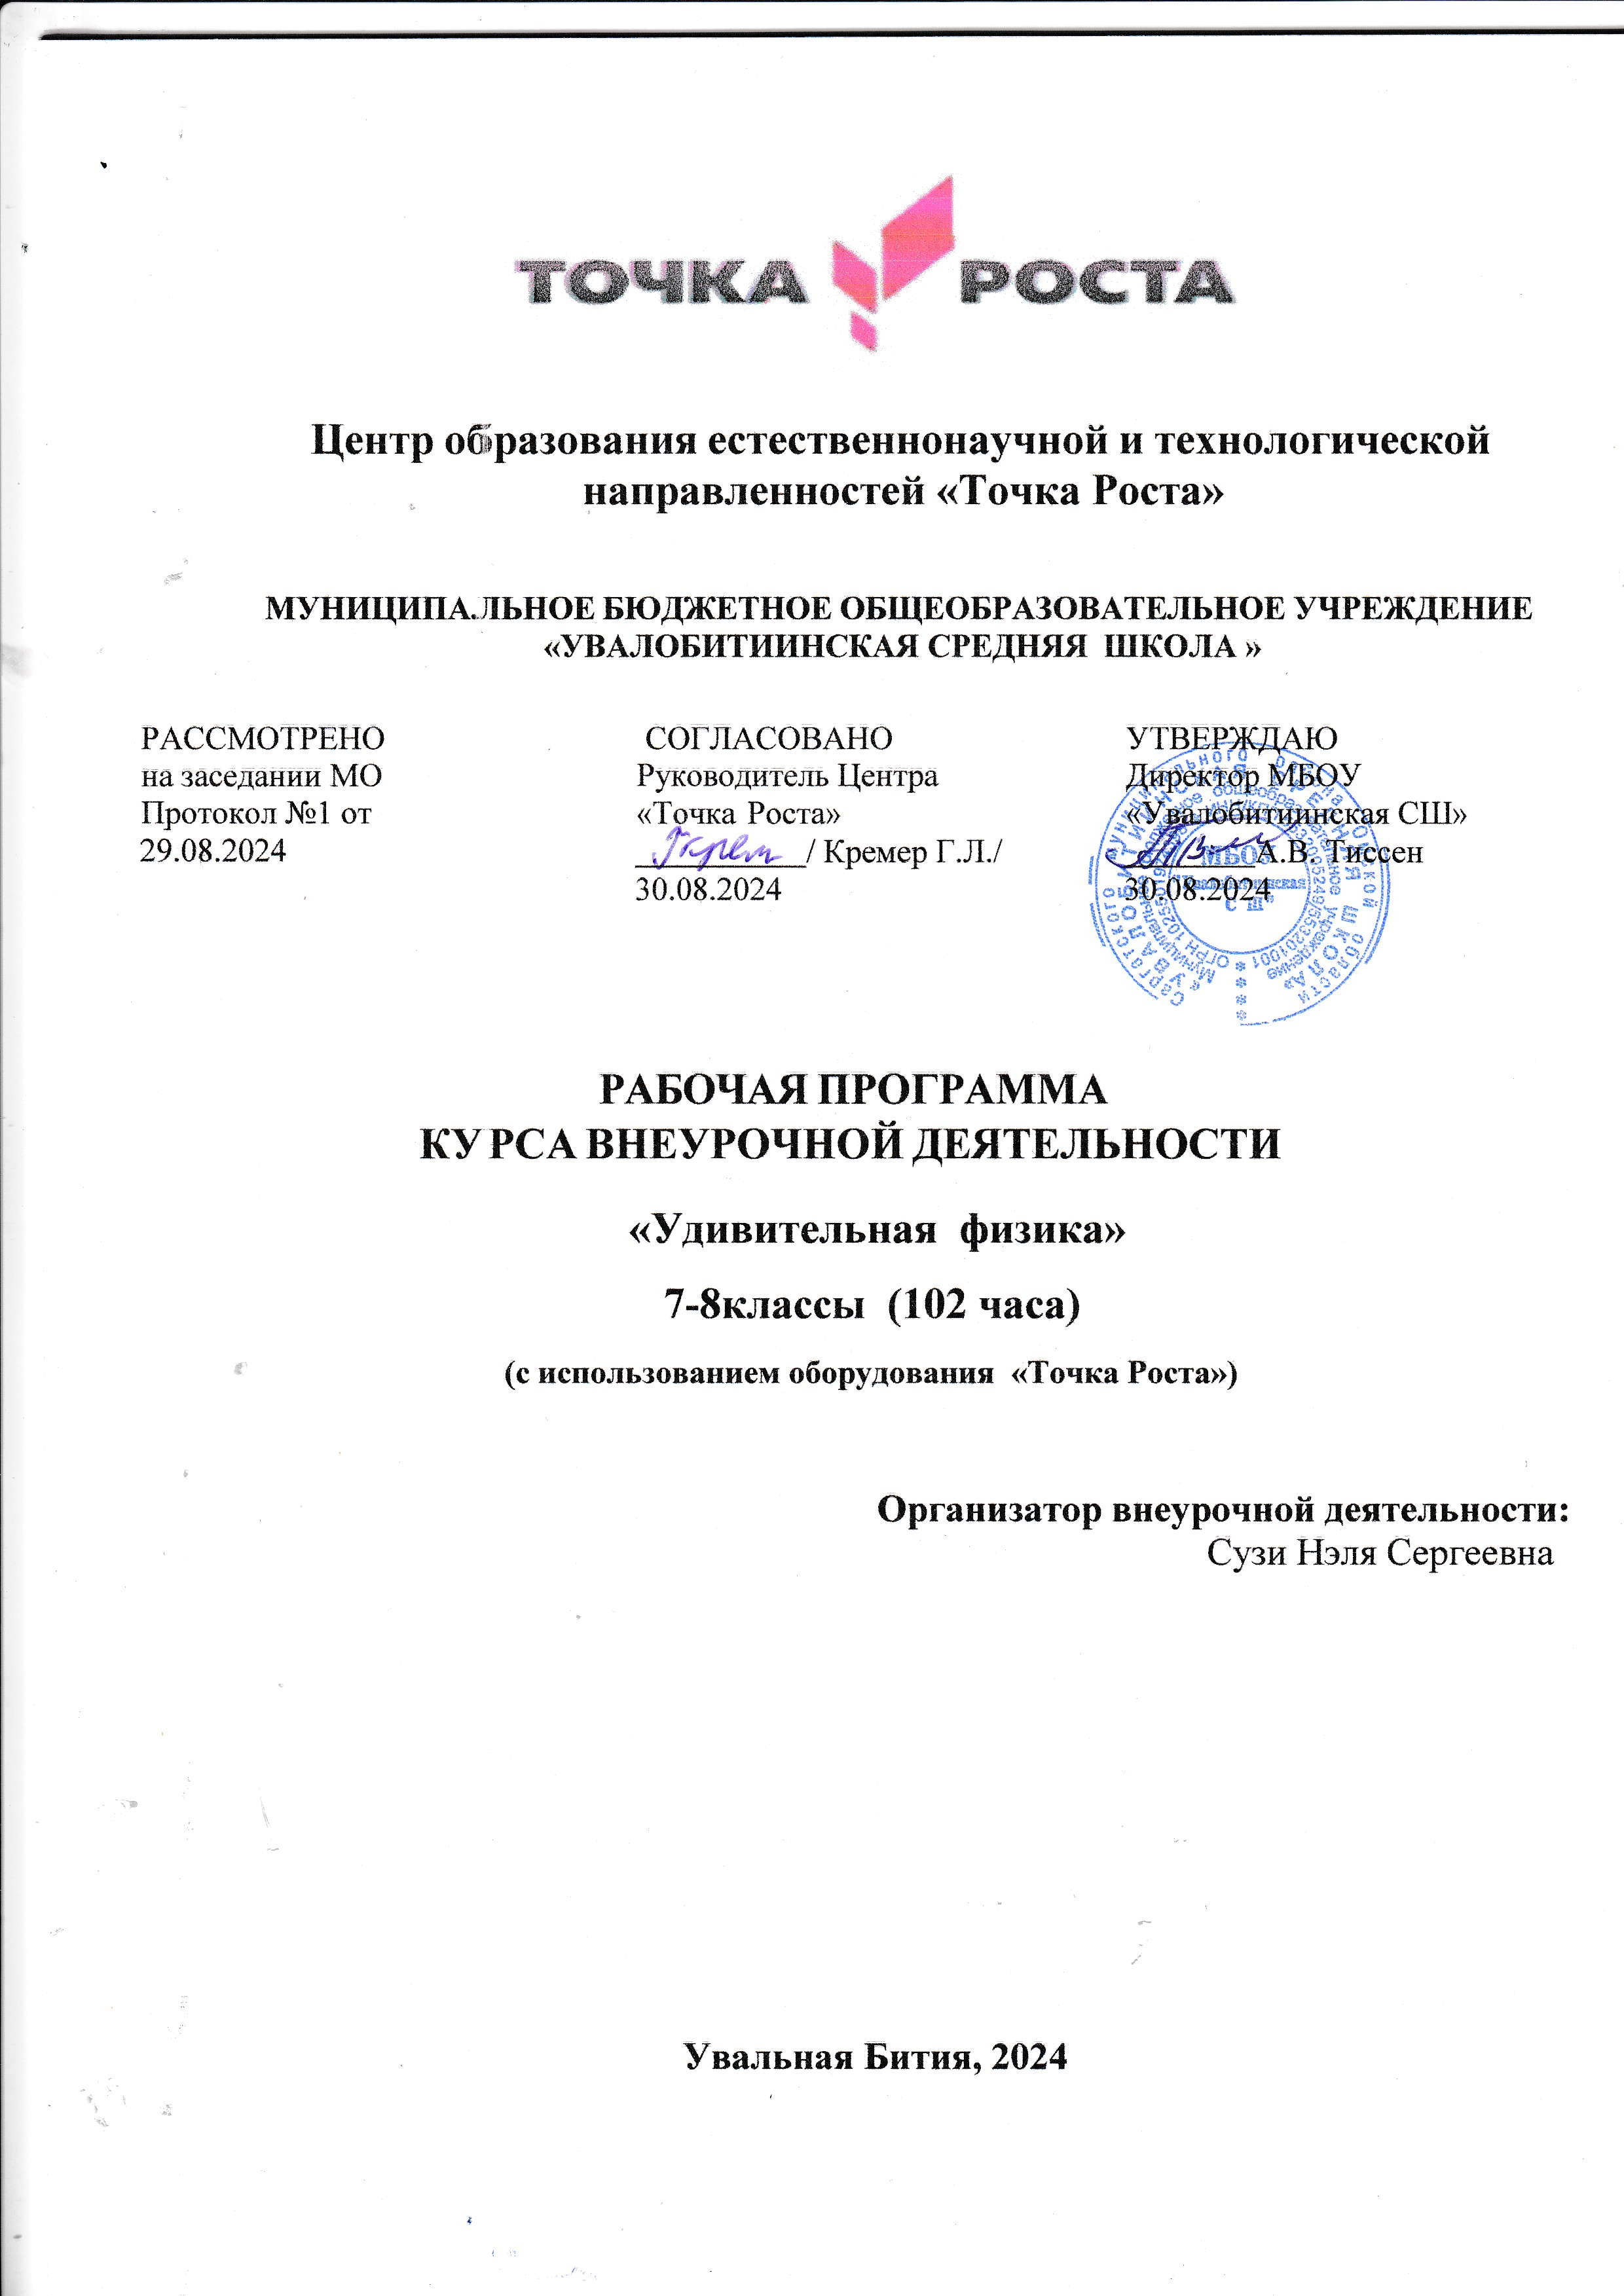 ТОЧКА РОСТА
Центр образования естественнонаучной и технологической
направленностей «Точка Роста»
МУНИЦИПАЛЬНОЕ БЮДЖЕТНОЕ ОБЩЕОБРАЗОВАТЕЛЬНОЕ УЧРЕЖДЕНИЕ
«УВАЛОБИТИИНСКАЯ СРЕДНЯЯ ШКОЛА »
РАССМОТРЕНО
на заседании МО
Протокол №1 от
29.08.2024
СОГЛАСОВАНО
Руководитель Центра
«Точка Роста»
/ Кремер Г.Л./
30.08.2024
УТВЕРЖДАЮ
Директор МБОУ
«Увалобитиинская СШ»
А.В. Тиссен
30.08.2024
МБОУ
"Увалобитиинская
СШ"
РАБОЧАЯ ПРОГРАММА
КУРСА ВНЕУРОЧНОЙ ДЕЯТЕЛЬНОСТИ
«Удивительная физика»
7-8классы (102 часа)
(с использованием оборудования «Точка Роста»)
Организатор внеурочной деятельности:
Сузи Нэля Сергеевна
Увальная Бития, 2024